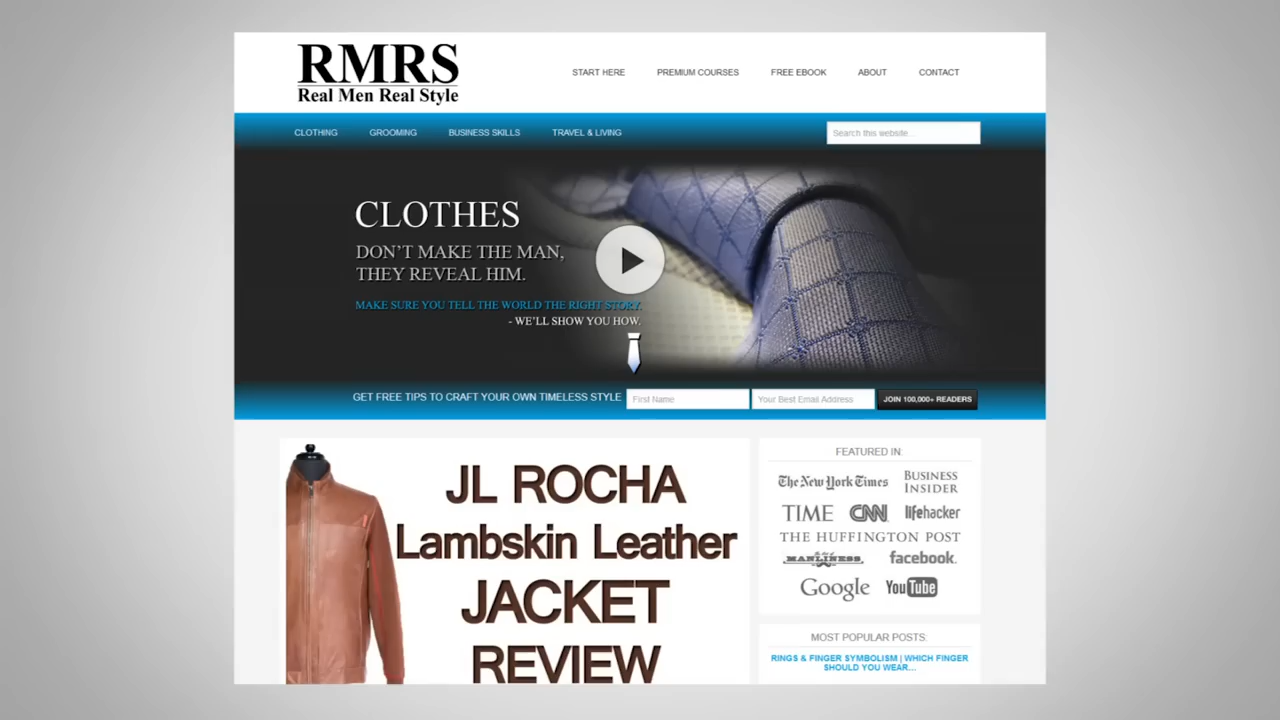 RMRS
Real Men Real Style
START HERE PREMIUM COURSES FREE EBOOK ABOUT CONTACT
CLOTHING GROOMING BUSINESS SKILLS TRAVEL & LIVING Search this website...
CLOTHES
DON'T MAKE THE MAN,
THEY REVEAL HIM.
MAKE SURE YOU TELL THE WORLD THE RIGHT STORY.
- WE'LL SHOW YOU HOW.
GET FREE TIPS TO CRAFT YOUR OWN TIMELESS STYLE First Name Your Best Email Address JOIN 100,000+ READERS
JL ROCHA
Lambskin Leather
JACKET
REVIEW
FEATURED IN:
The New York Times BUSINESS INSIDER
TIME CNN lifehacker
THE HUFFINGTON POST
MANLINESS facebook.
Google YouTube
MOST POPULAR POSTS:
RINGS & FINGER SYMBOLISM | WHICH FINGER
SHOULD YOU WEAR...